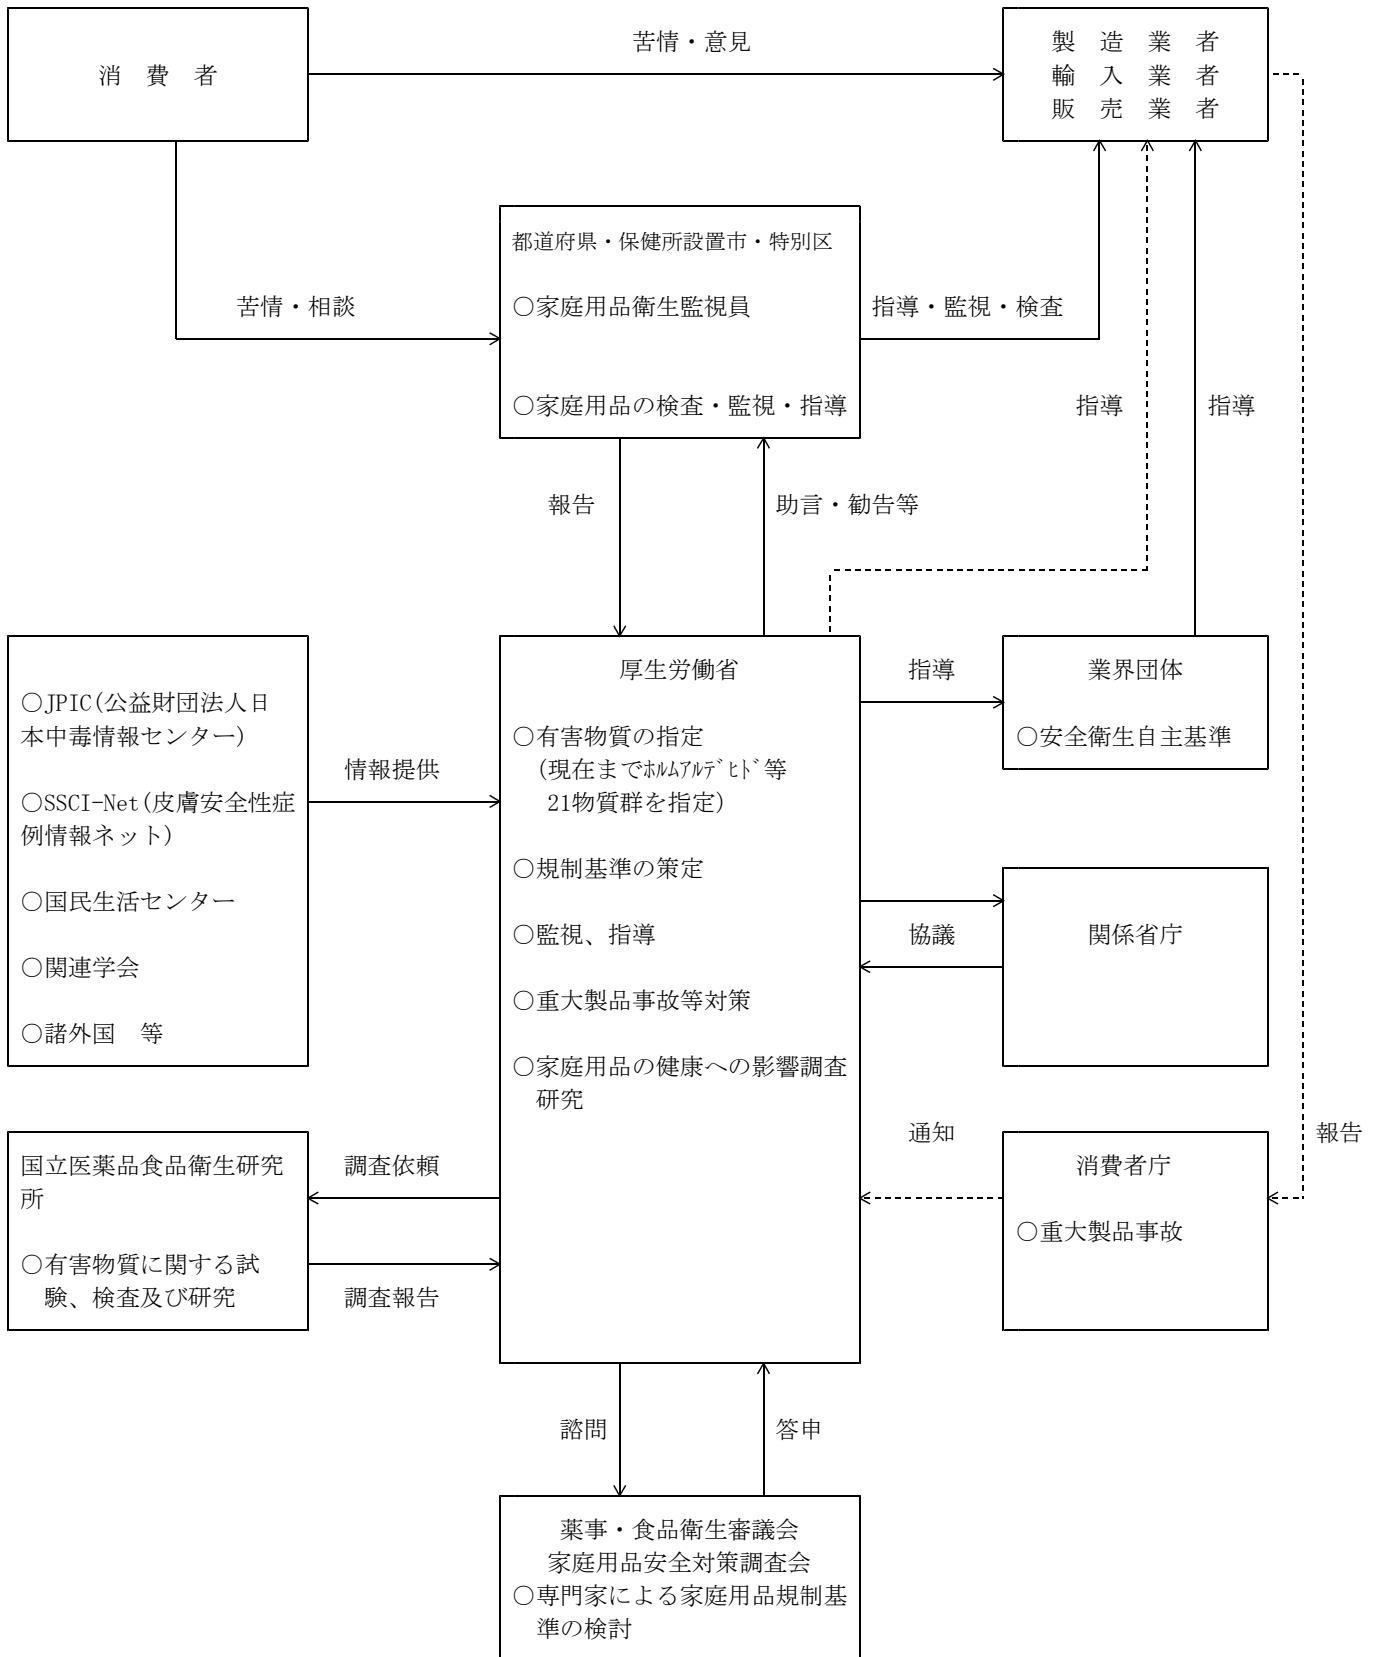 苦情・意見
消　費　者
製　造　業　者
輸　入　業　者
販　売　業　者
都道府県・保健所設置市・特別区
苦情・相談
○家庭用品衛生監視員
指導・監視・検査
○家庭用品の検査・監視・指導
指導
指導
報告
助言・勧告等
○JPIC(公益財団法人日
本中毒情報センター)
○SSCI-Net(皮膚安全性症
例情報ネット)
○国民生活センター
○関連学会
○諸外国　等
情報提供
厚生労働省
○有害物質の指定
(現在までﾎﾙﾑｱﾙﾃﾞﾋﾄﾞ等
21物質群を指定)
○規制基準の策定
○監視、指導
○重大製品事故等対策
○家庭用品の健康への影響調査
研究
指導
業界団体
○安全衛生自主基準
協議
関係省庁
通知
消費者庁
○重大製品事故
報告
国立医薬品食品衛生研究
所
○有害物質に関する試
験、検査及び研究
調査依頼
調査報告
諮問
答申
薬事・食品衛生審議会
家庭用品安全対策調査会
○専門家による家庭用品規制基
準の検討